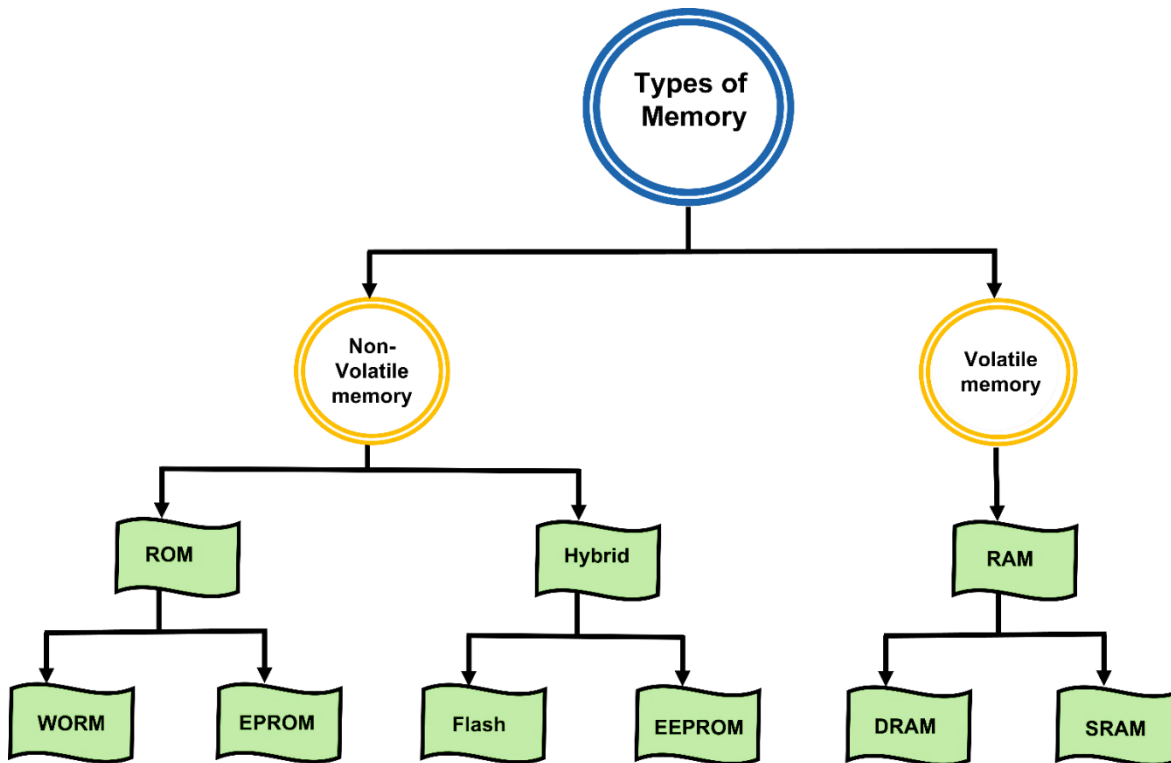 Types of
Memory
Non-
Volatile
memory
Volatile
memory
ROM
Hybrid
RAM
WORM
EPROM
Flash
EEPROM
DRAM
SRAM